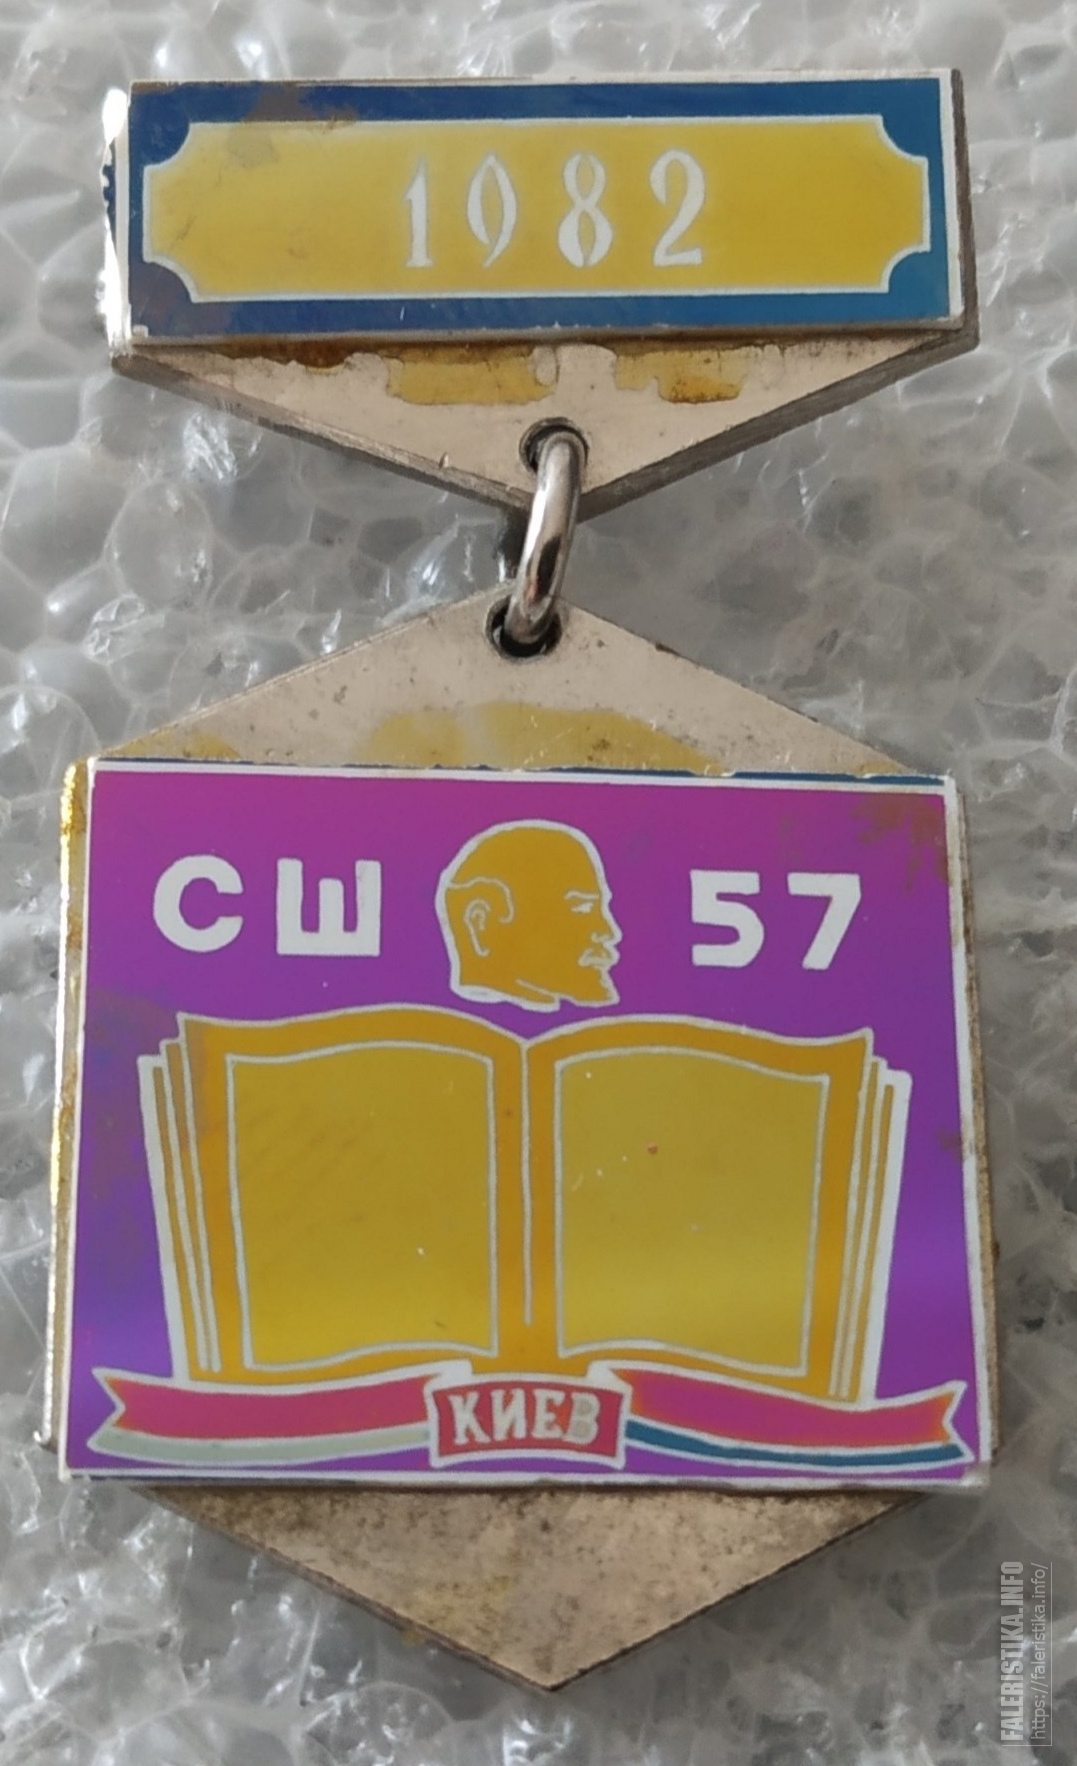 1982
СШ 57
КИЕВ
FALERISTIKA.INFO
https://faleristika.info/